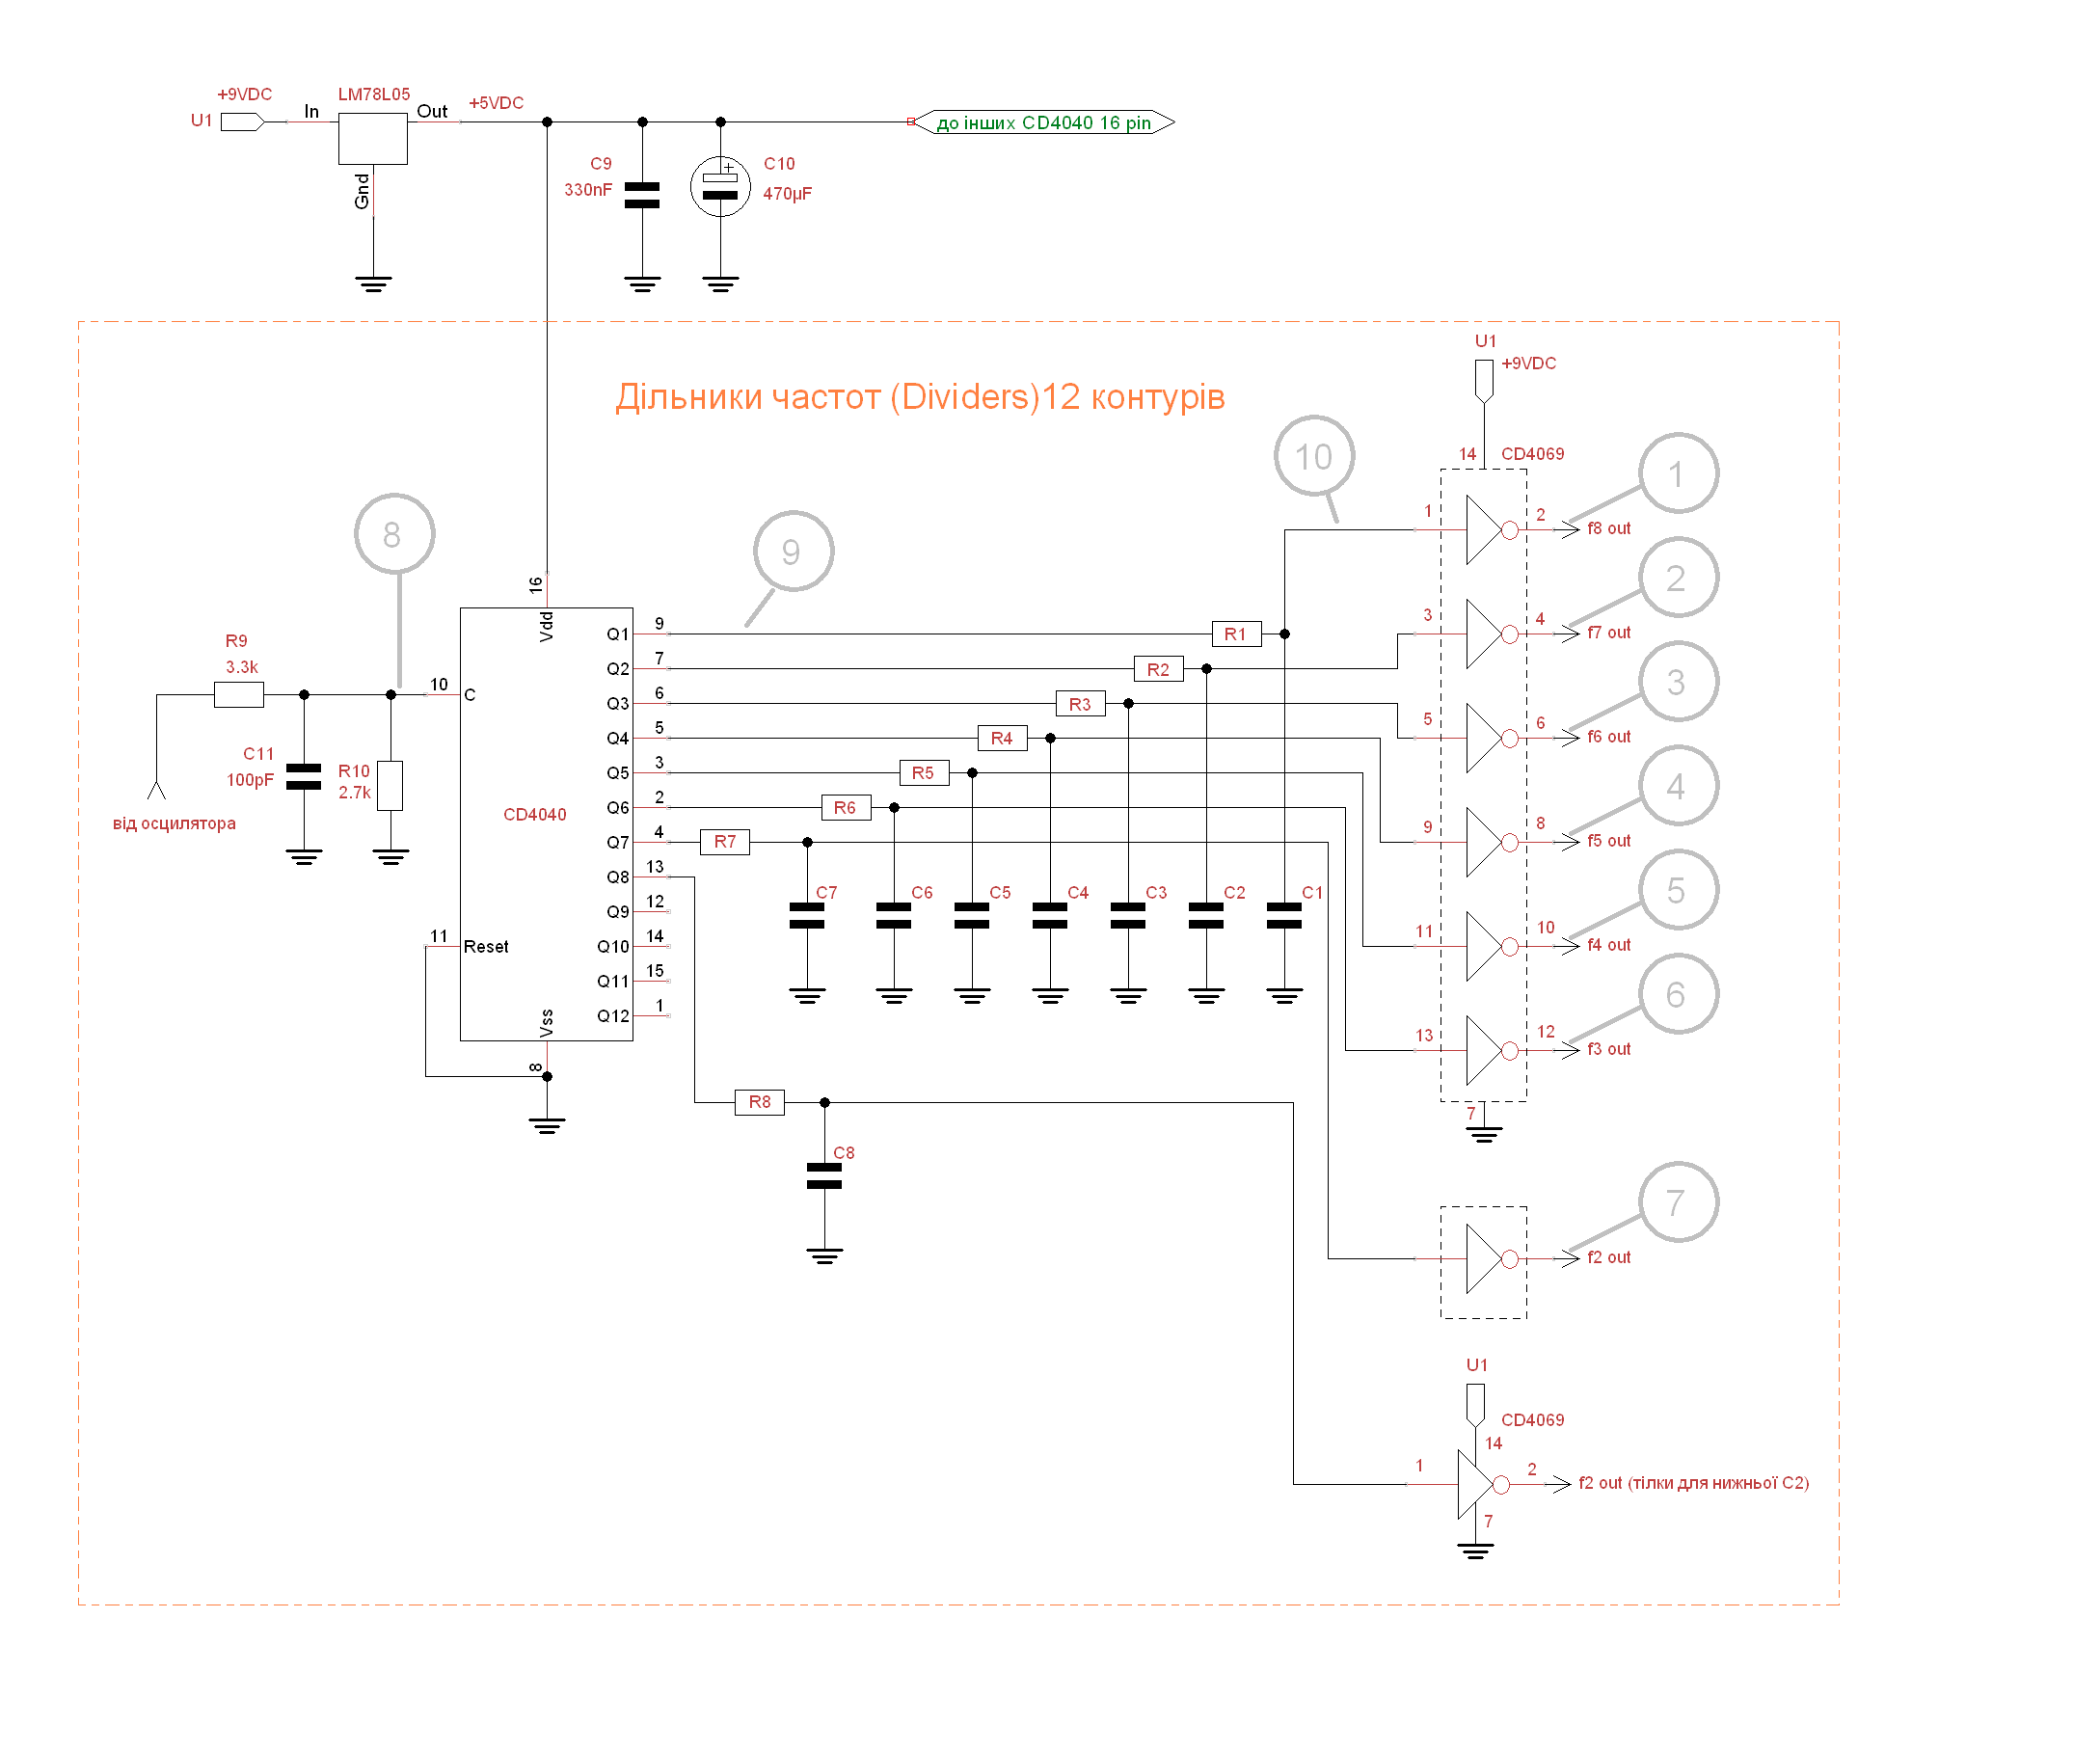 +9VDC
U1
In
LM78L05
Out
+5VDC
Gnd
C9
330nF
+
C10
470µF
до інших CD4040 16 pin
Дільники частот (Dividers)12 контурів
U1
+9VDC
14
CD4069
10
1
8
9
1
2
f8 out
2
3
4
f7 out
3
5
6
f6 out
4
9
8
f5 out
5
11
10
f4 out
6
13
12
f3 out
7
16
Vdd
R9
3.3k
10
C
C11
100pF
R10
2.7k
від осцилятора
CD4040
11
Reset
Vss
8
Q1
9
R1
Q2
7
R2
Q3
6
R3
Q4
5
R4
Q5
3
R5
Q6
2
R6
Q7
4
R7
Q8
13
Q9
12
Q10
14
Q11
15
Q12
1
C7
C6
C5
C4
C3
C2
C1
R8
C8
7
f2 out
U1
CD4069
14
1
2
f2 out (тілки для нижньої С2)
7